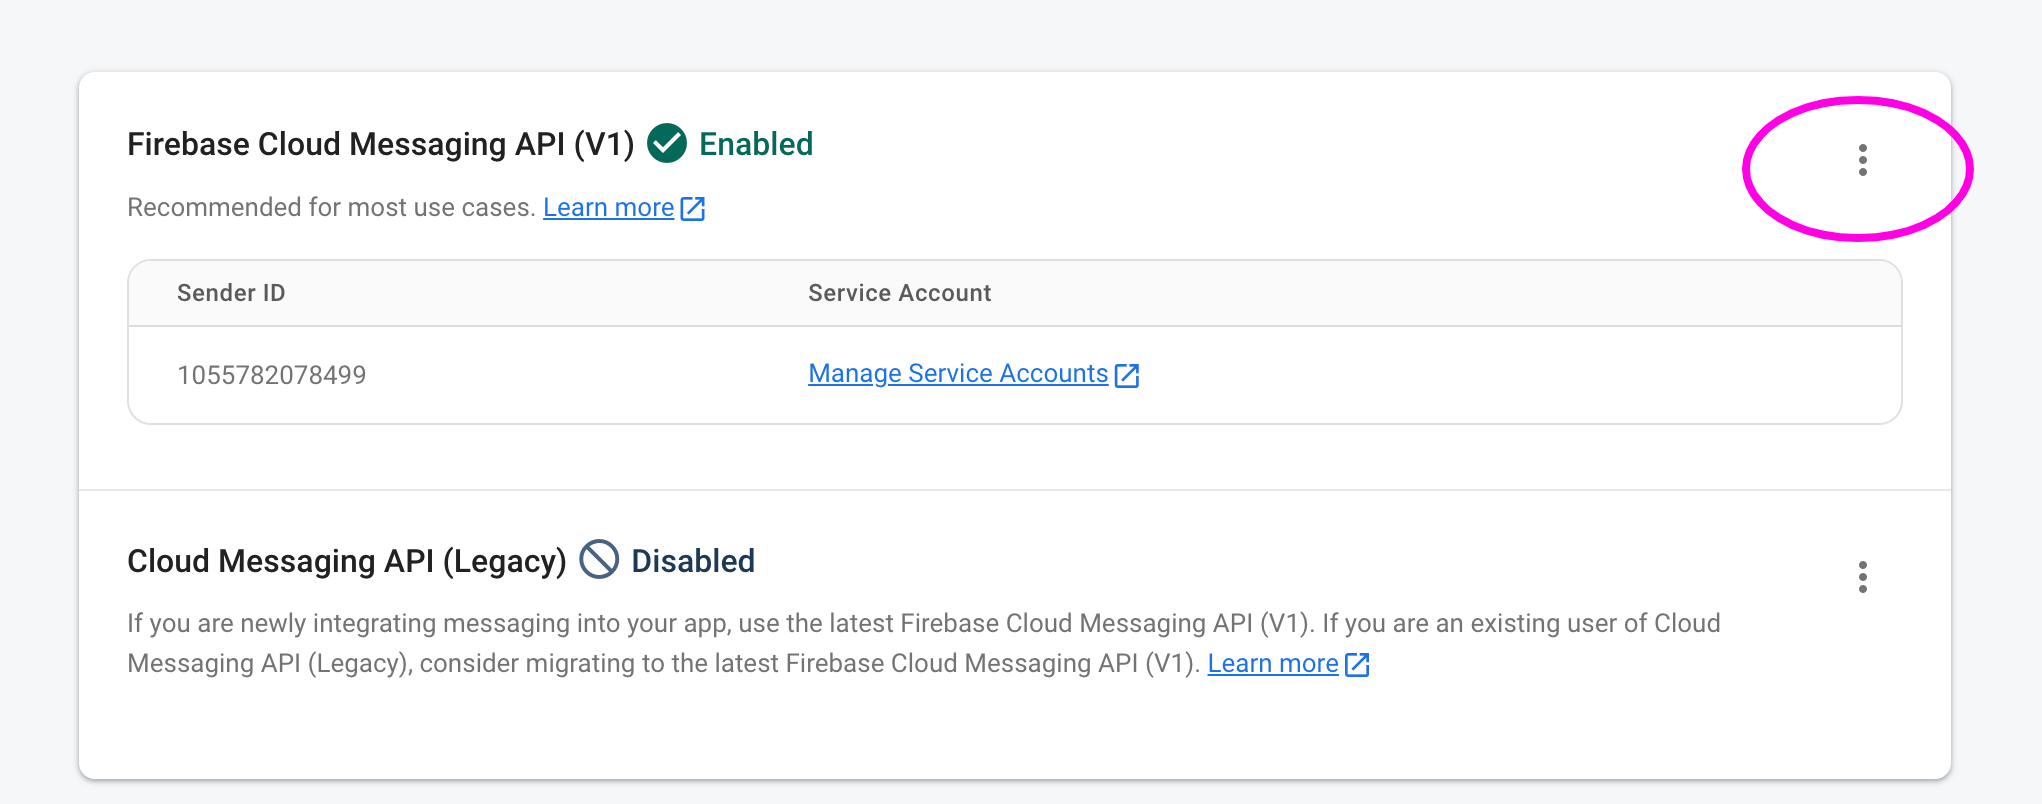 Firebase Cloud Messaging API (V1) Enabled
Recommended for most use cases. Learn more
Sender ID Service Account
1055782078499 Manage Service Accounts
Cloud Messaging API (Legacy) Disabled
If you are newly integrating messaging into your app, use the latest Firebase Cloud Messaging API (V1). If you are an existing user of Cloud
Messaging API (Legacy), consider migrating to the latest Firebase Cloud Messaging API (V1). Learn more